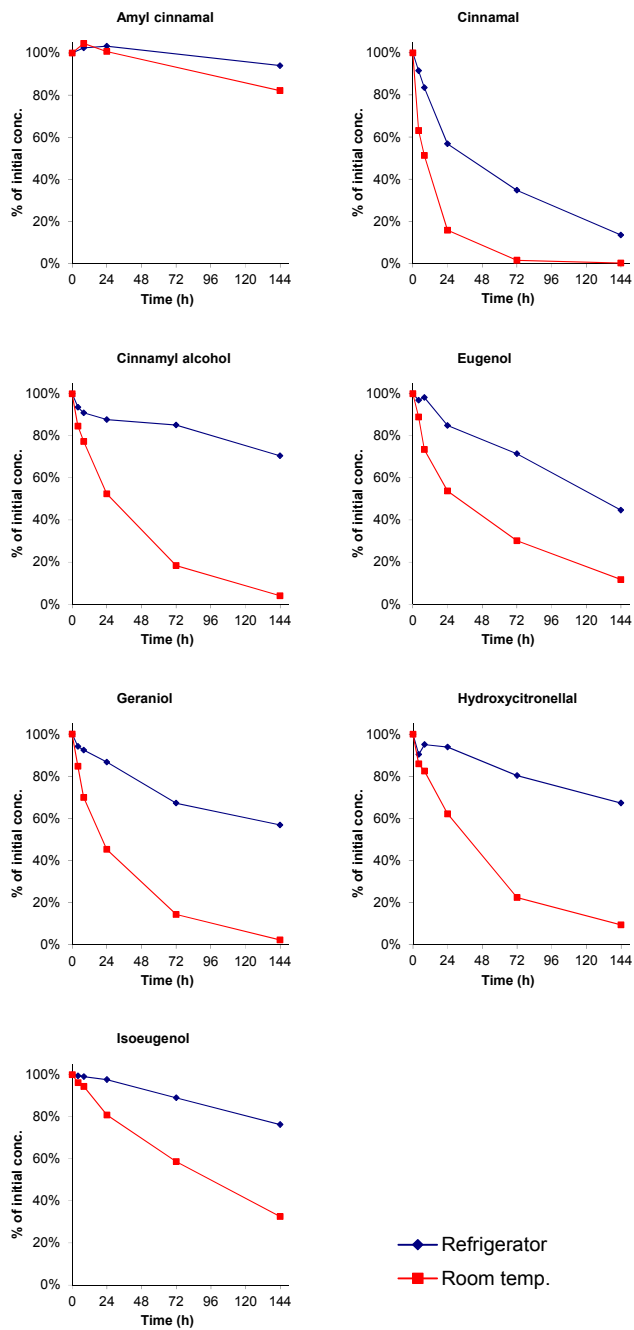 Amyl cinnamal
% of initial conc.
100%
80%
60%
40%
20%
0%
0 24 48 72 96 120 144
Time (h)
Cinnamal
% of initial conc.
100%
80%
60%
40%
20%
0%
0 24 48 72 96 120 144
Time (h)
Cinnamyl alcohol
% of initial conc.
100%
80%
60%
40%
20%
0%
0 24 48 72 96 120 144
Time (h)
Eugenol
% of initial conc.
100%
80%
60%
40%
20%
0%
0 24 48 72 96 120 144
Time (h)
Geraniol
% of initial conc.
100%
80%
60%
40%
20%
0%
0 24 48 72 96 120 144
Time (h)
Hydroxycitronellal
% of initial conc.
100%
80%
60%
40%
20%
0%
0 24 48 72 96 120 144
Time (h)
Isoeugenol
% of initial conc.
100%
80%
60%
40%
20%
0%
0 24 48 72 96 120 144
Time (h)
Refrigerator
Room temp.